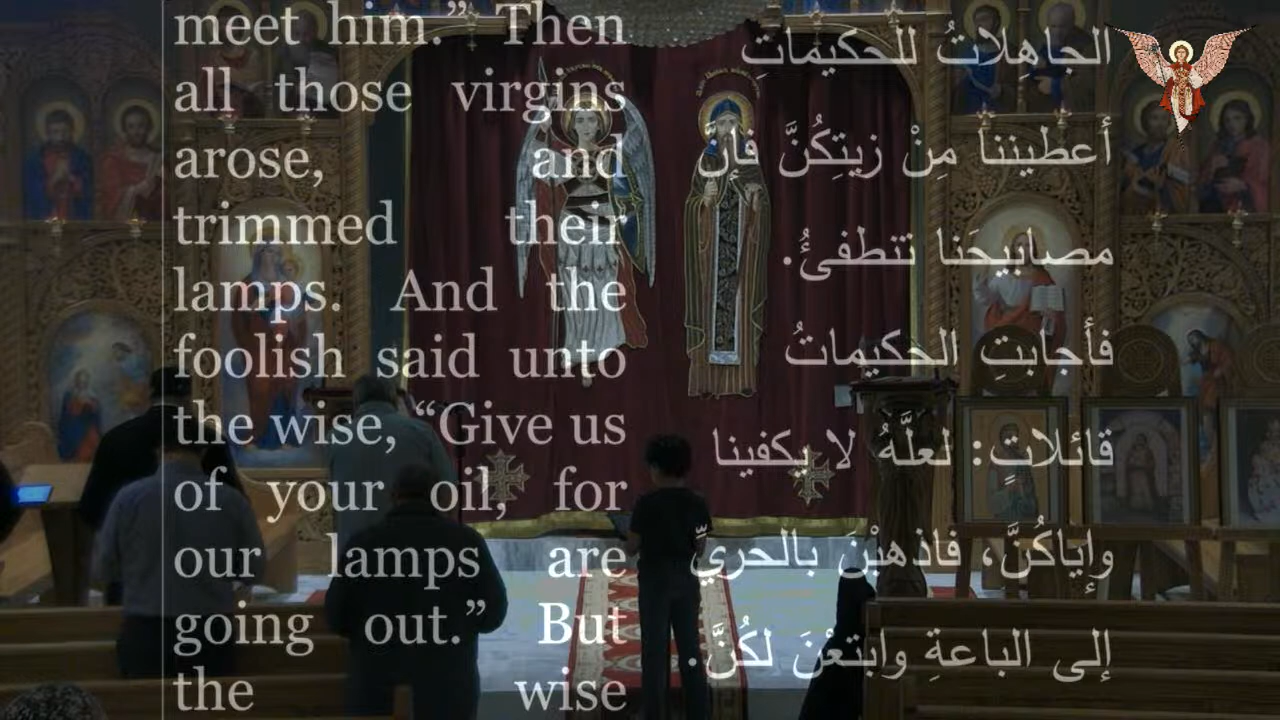 meet him.” Then
all those virgins
arose, and
trimmed their
lamps. And the
foolish said unto
the wise, “Give us
of your oil, for
our lamps are
going out.” But
the wise
الجاهِلاتُ للحكيماتِ
أعطيننا مِنْ زيتِكُنَّ فإنَّ
مصابيحَنا تنطفئُ.
فأجابتِ الحكيماتُ
قائلاتٍ: لعلَّهُ لا يكفينا
وإياكُنَّ، فاذهبْنَ بالحريِّ
إلى الباعةِ وابتعْنَ لكُنَّ.